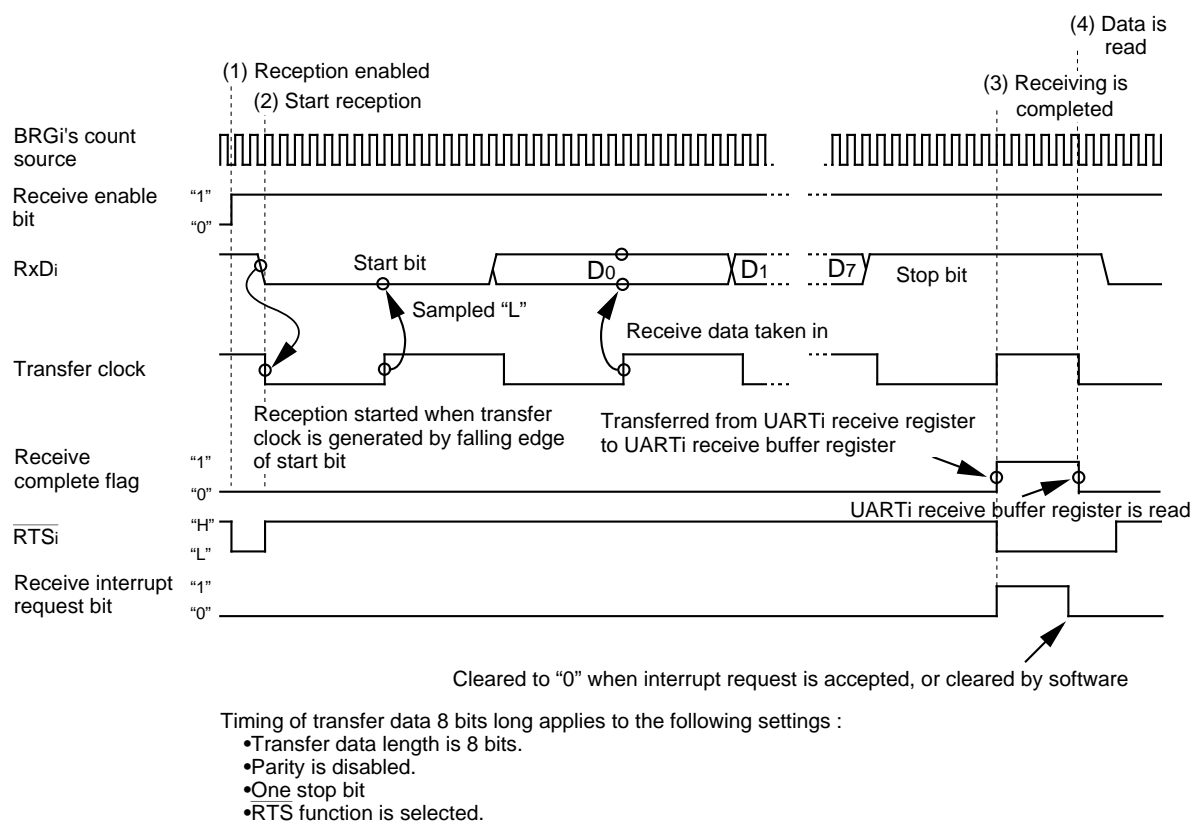 (4) Data is
read
(1) Reception enabled
(3) Receiving is
completed
(2) Start reception
BRGi's count
source
Receive enable
bit
“1”
“0”
RxDi
Start bit
D0
D1
D7
Stop bit
Sampled “L”
Receive data taken in
Transfer clock
Reception started when transfer
clock is generated by falling edge
of start bit
Transferred from UARTi receive register
to UARTi receive buffer register
Receive
complete flag
“1”
“0”
UARTi receive buffer register is read
RTSi
“H”
“L”
Receive interrupt
request bit
“1”
“0”
Cleared to “0” when interrupt request is accepted, or cleared by software
Timing of transfer data 8 bits long applies to the following settings :
•Transfer data length is 8 bits.
•Parity is disabled.
•One stop bit
•RTS function is selected.